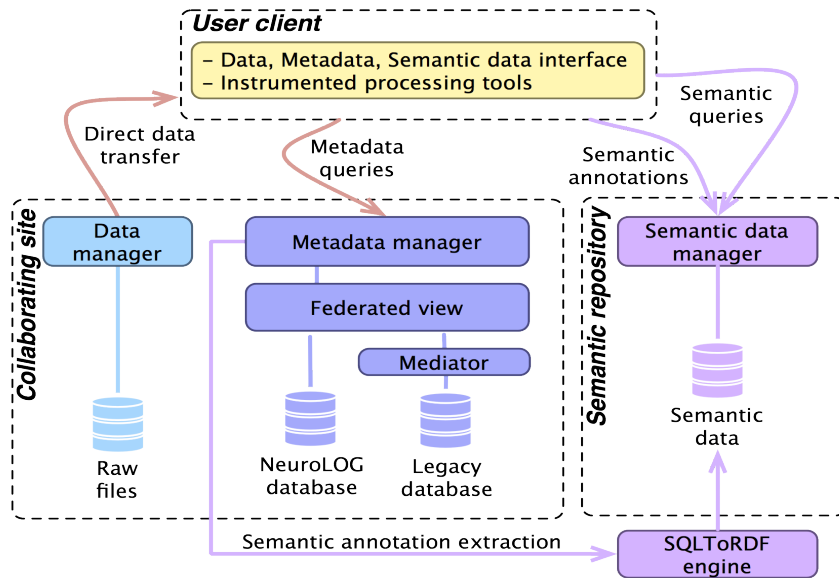 User client
– Data, Metadata, Semantic data interface
– Instrumented processing tools
Direct data
transfer
Metadata
queries
Semantic
annotations
Semantic
queries
Collaborating site
Data
manager
Metadata manager
Federated view
Mediator
Raw
files
NeuroLOG
database
Legacy
database
Semantic repository
Semantic data
manager
Semantic
data
Semantic annotation extraction
SQLToRDF
engine